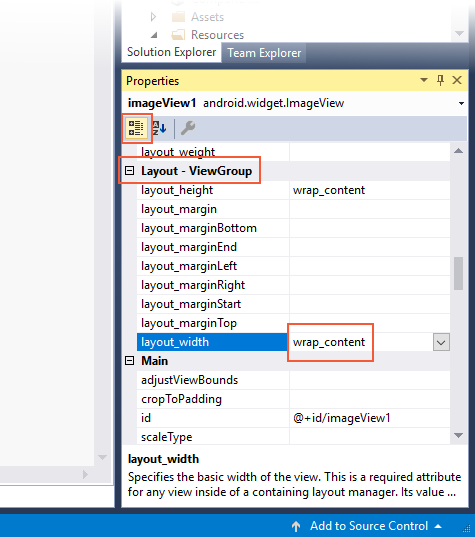 Assets
Resources
Solution Explorer Team Explorer
Properties
imageView1 android.widget.ImageView
layout_weight
Layout - ViewGroup
layout_height wrap_content
layout_margin
layout_marginBottom
layout_marginEnd
layout_marginLeft
layout_marginRight
layout_marginStart
layout_marginTop
layout_width wrap_content
Main
adjustViewBounds
cropToPadding
id @+id/imageView1
scaleType
layout_width
Specifies the basic width of the view. This is a required attribute
for any view inside of a containing layout manager. Its value ...
Add to Source Control